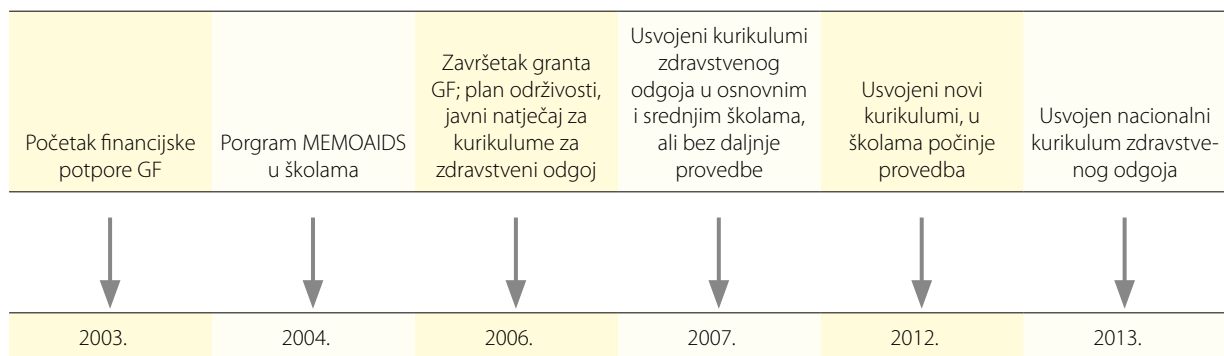 Početak financijske
potpore GF
Porgram MEMOAIDS
u školama
Završetak granta
GF; plan održivosti,
javni natječaj za
kurikulume za
zdravstveni odgoj
Usvojeni kurikulumi
zdravstvenog
odgoja u osnovnim
i srednjim školama,
ali bez daljnje
provedbe
Usvojeni novi
kurikulumi, u
školama počinje
provedba
Usvojen nacionalni
kurikulum zdravstve-
nog odgoja
2003.
2004.
2006.
2007.
2012.
2013.